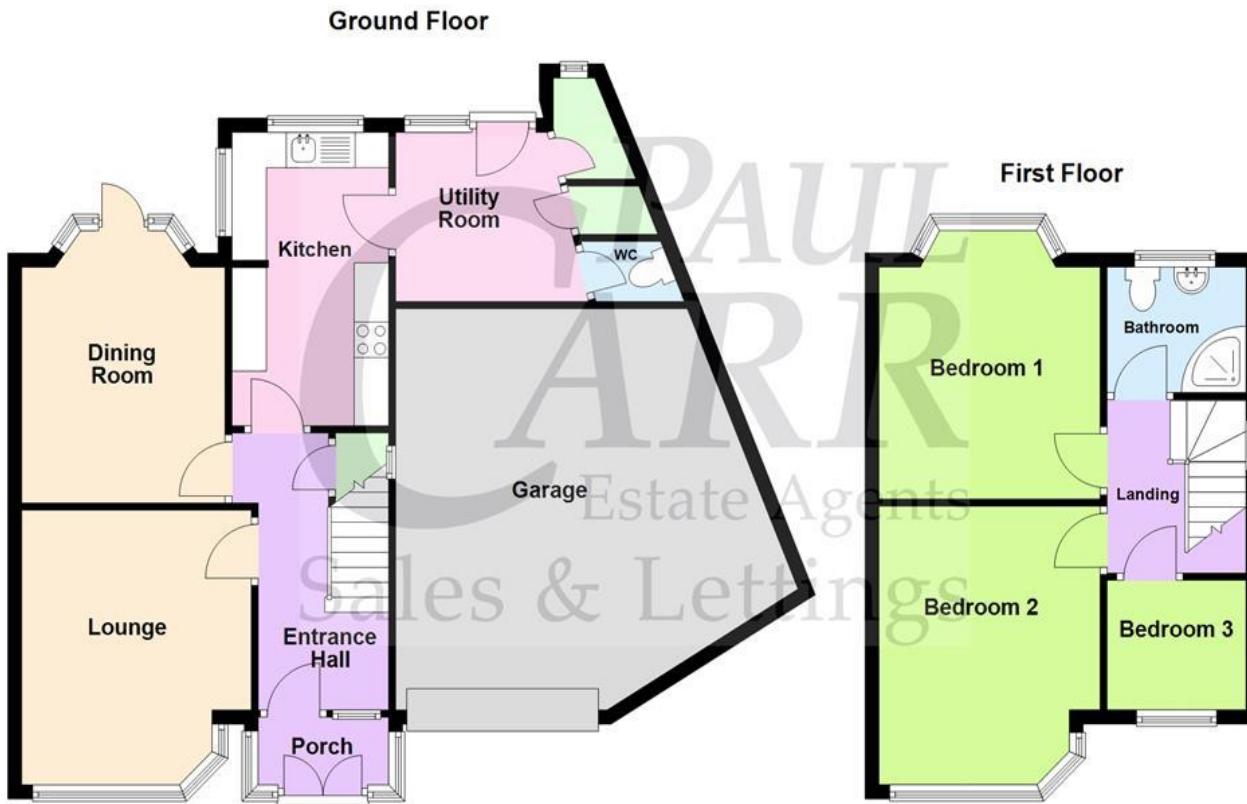 Ground Floor
First Floor
Utility
Room
Kitchen
WC
Dining
Room
Garage
Lounge
Entrance
Hall
Porch
Bedroom 1
Bathroom
Landing
Bedroom 2
Bedroom 3
PAUL
CARR
Estate Agents
Sales & Lettings